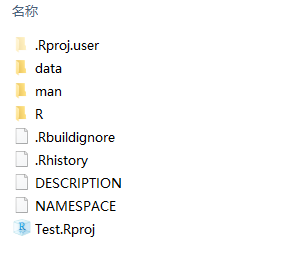 名称
.Rproj.user
data
man
R
.Rbuildignore
.Rhistory
DESCRIPTION
NAMESPACE
Test.Rproj